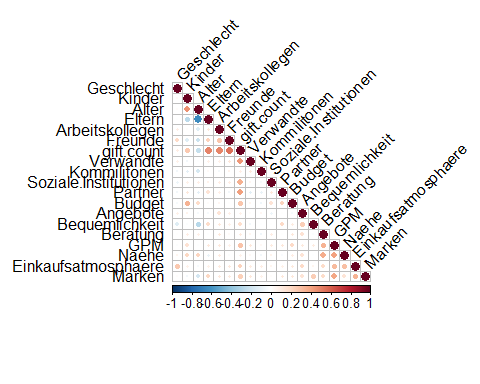 Geschlecht
Kinder
Alter
Eltern
Arbeitskollegen
Freunde
gift.count
Verwandte
Kommilitonen
Soziale.Institutionen
Partner
Budget
Angebote
Bequemlichkeit
Beratung
GPM
Naehe
Einkaufsatmosphaere
Marken
Geschlecht
Kinder
Alter
Eltern
Arbeitskollegen
Freunde
gift.count
Verwandte
Kommilitonen
Soziale.Institutionen
Partner
Budget
Angebote
Bequemlichkeit
Beratung
GPM
Naehe
Einkaufsatmosphaere
Marken
-1 -0.8 -0.6 -0.4 -0.2 0 0.2 0.4 0.6 0.8 1